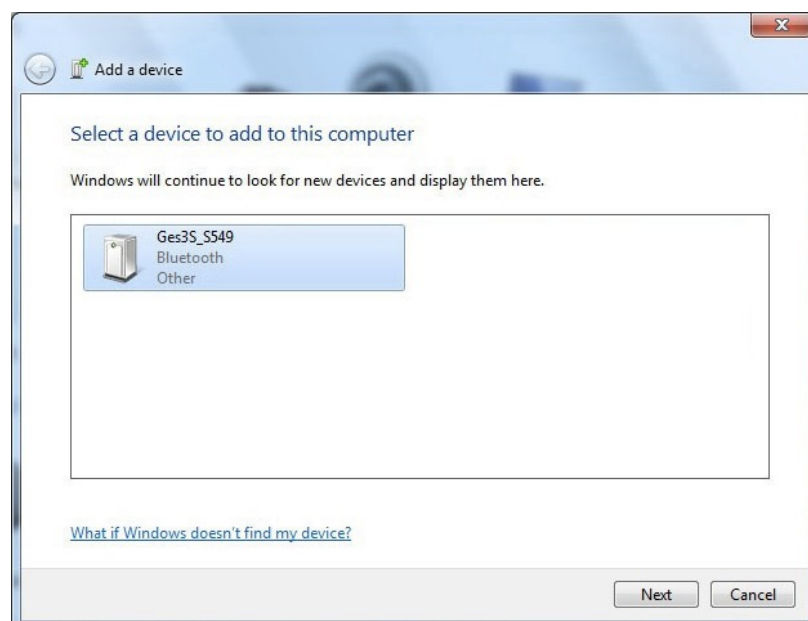 Add a device
Select a device to add to this computer
Windows will continue to look for new devices and display them here.
Ges3S_S549
Bluetooth
Other
What if Windows doesn't find my device?
Next
Cancel